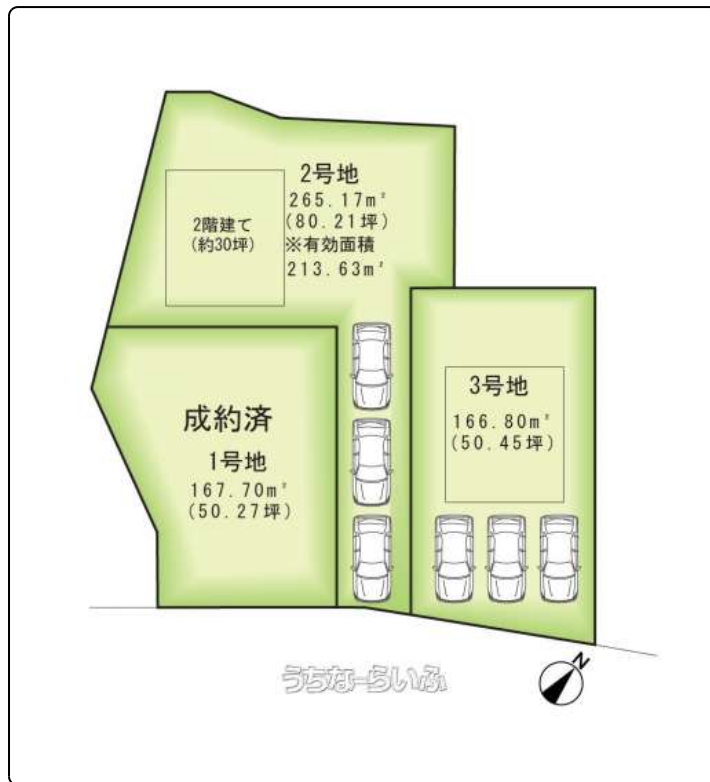 2号地
265.17m²
(80.21坪)
※有効面積
213.63m²
2階建て
(約30坪)
3号地
166.80m²
(50.45坪)
成約済
1号地
167.70m²
(50.27坪)
うちなーらいふ
N